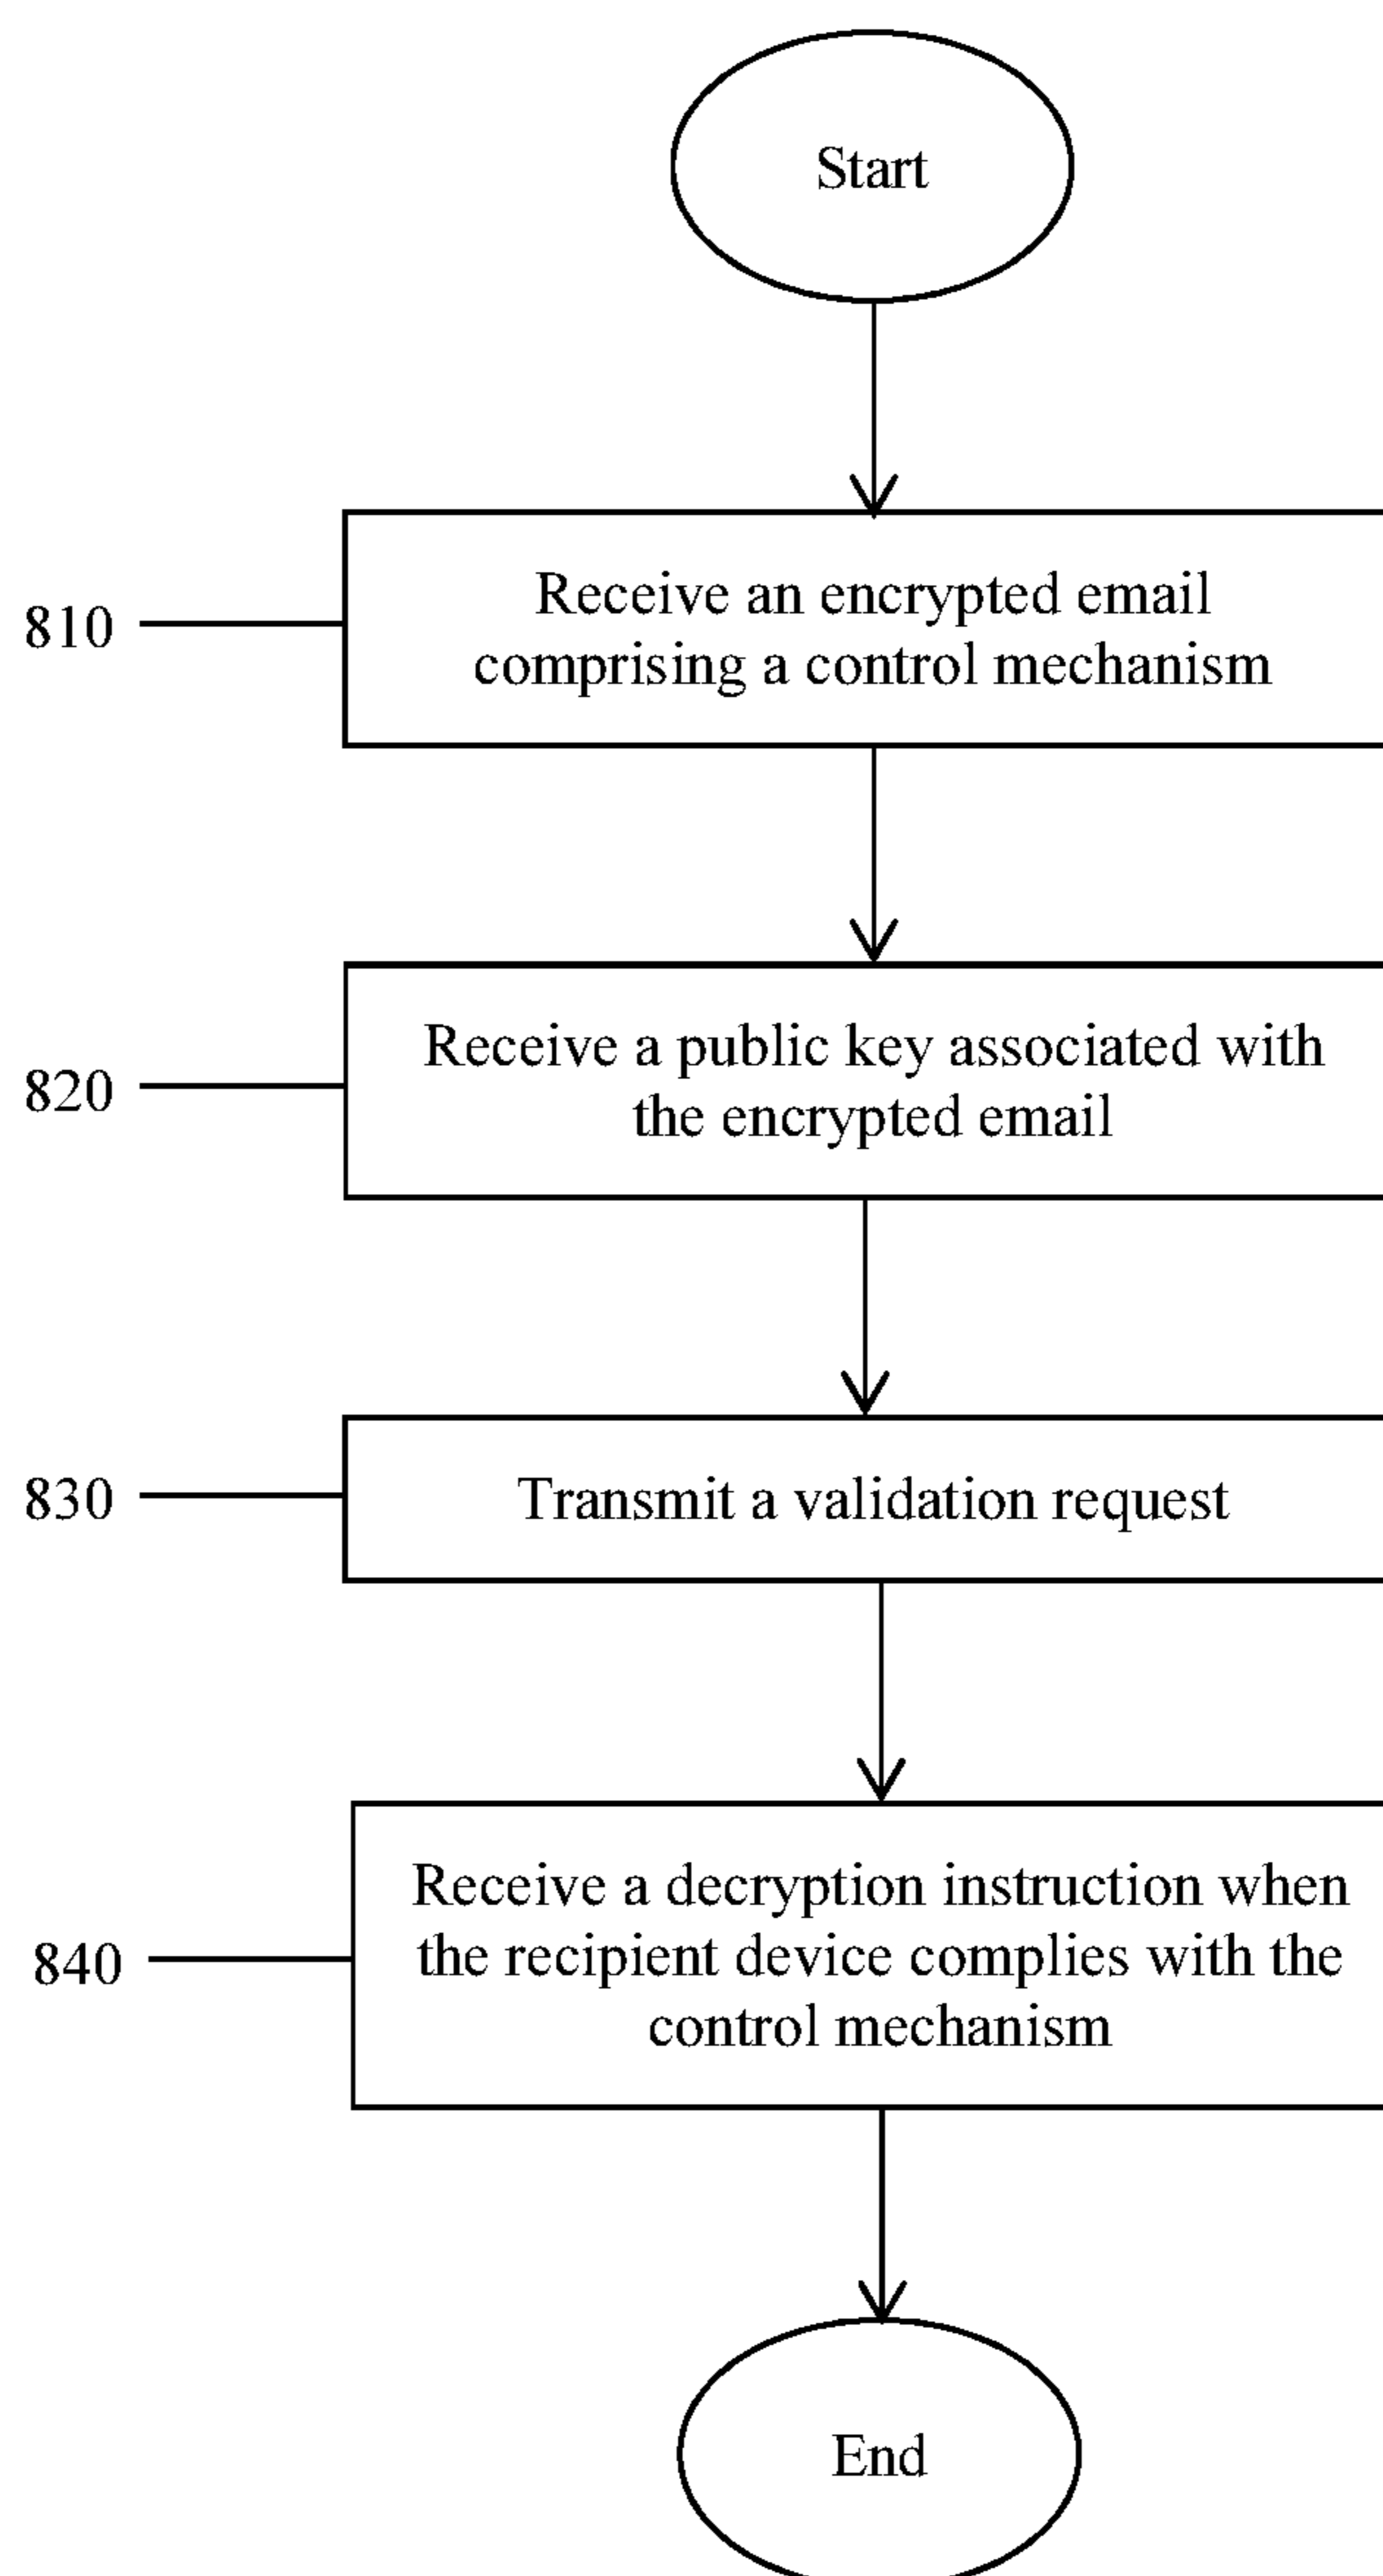 Start
810
Receive an encrypted email
comprising a control mechanism
820
Receive a public key associated with
the encrypted email
830
Transmit a validation request
840
Receive a decryption instruction when
the recipient device complies with the
control mechanism
End